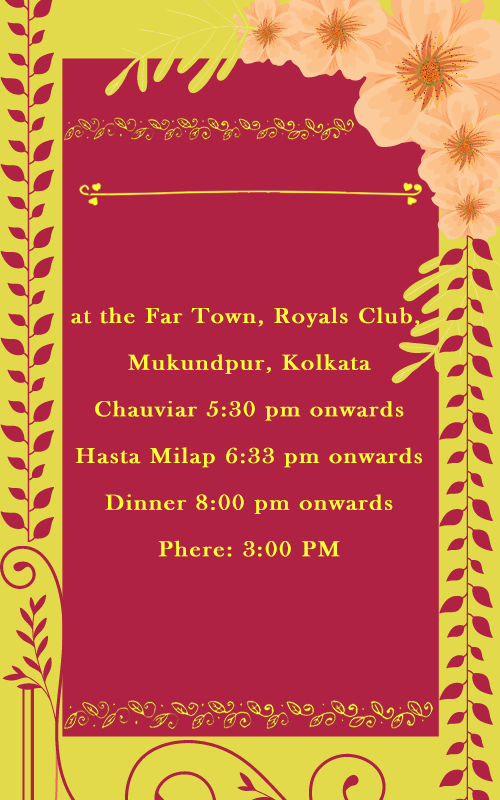 at the Far Town, Royals Club,
Mukundpur, Kolkata
Chauviar 5:30 pm onwards
Hasta Milap 6:33 pm onwards
Dinner 8:00 pm onwards
Phere: 3:00 PM